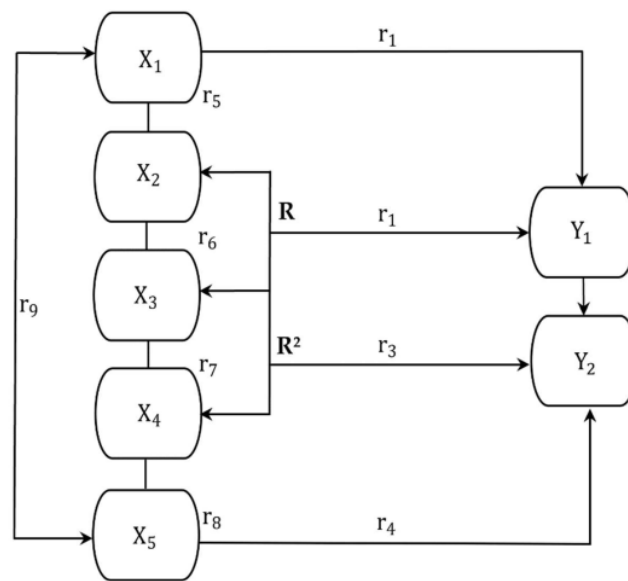 r₁
X₁
r₅
X₂
R
r₁
Y₁
r₆
X₃
r₉
R²
r₃
Y₂
r₇
X₄
r₈
r₄
X₅